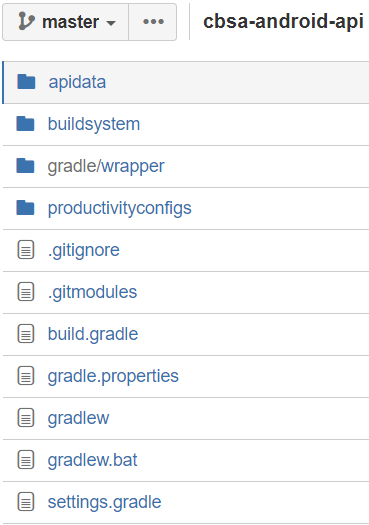 master ••• cbsa-android-api
apidata
buildsystem
gradle/wrapper
productivityconfigs
.gitignore
.gitmodules
build.gradle
gradle.properties
gradlew
gradlew.bat
settings.gradle